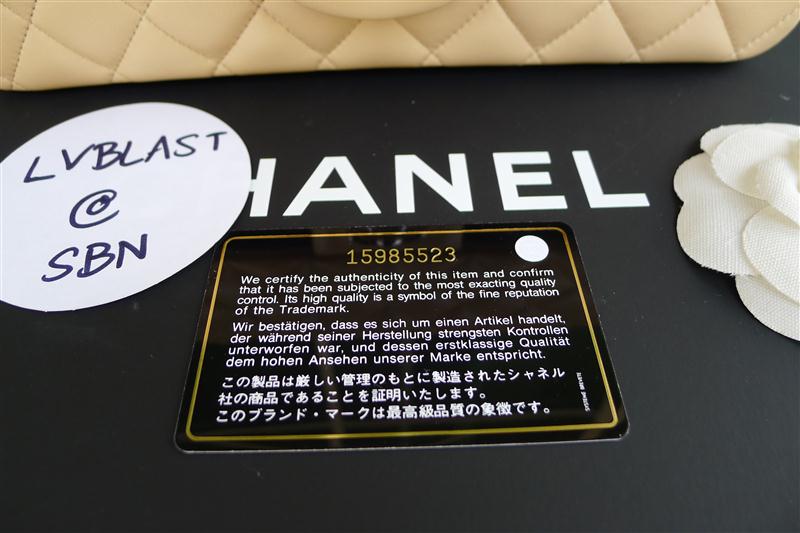 LVBLAST
@
SBN
HANEL
15985523
We certify the authenticity of this item and confirm
that it has been subjected to the most exacting quality
control. Its high quality is a symbol of the fine reputation
of the Trademark.
Wir bestätigen, dass es sich um einen Artikel handelt,
der während seiner Herstellung strengsten Kontrollen
unterworfen war, und dessen erstklassige Qualität
dem hohen Ansehen unserer Marke entspricht.
この製品は厳しい管理のもとに製造されたシャネル
社の商品であることを証明いたします。
このブランド・マークは最高級品質の象徴です。
SYSTEME BREVETE